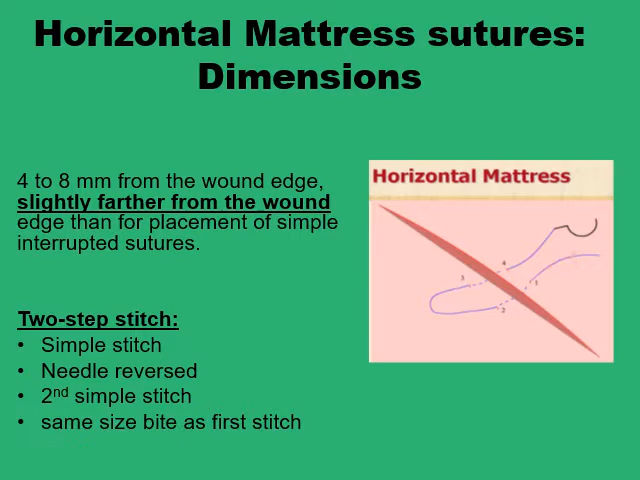 Horizontal Mattress sutures:
Dimensions
4 to 8 mm from the wound edge,
slightly farther from the wound
edge than for placement of simple
interrupted sutures.
Two-step stitch:
• Simple stitch
• Needle reversed
• 2nd simple stitch
• same size bite as first stitch
Horizontal Mattress
4
3
1
2